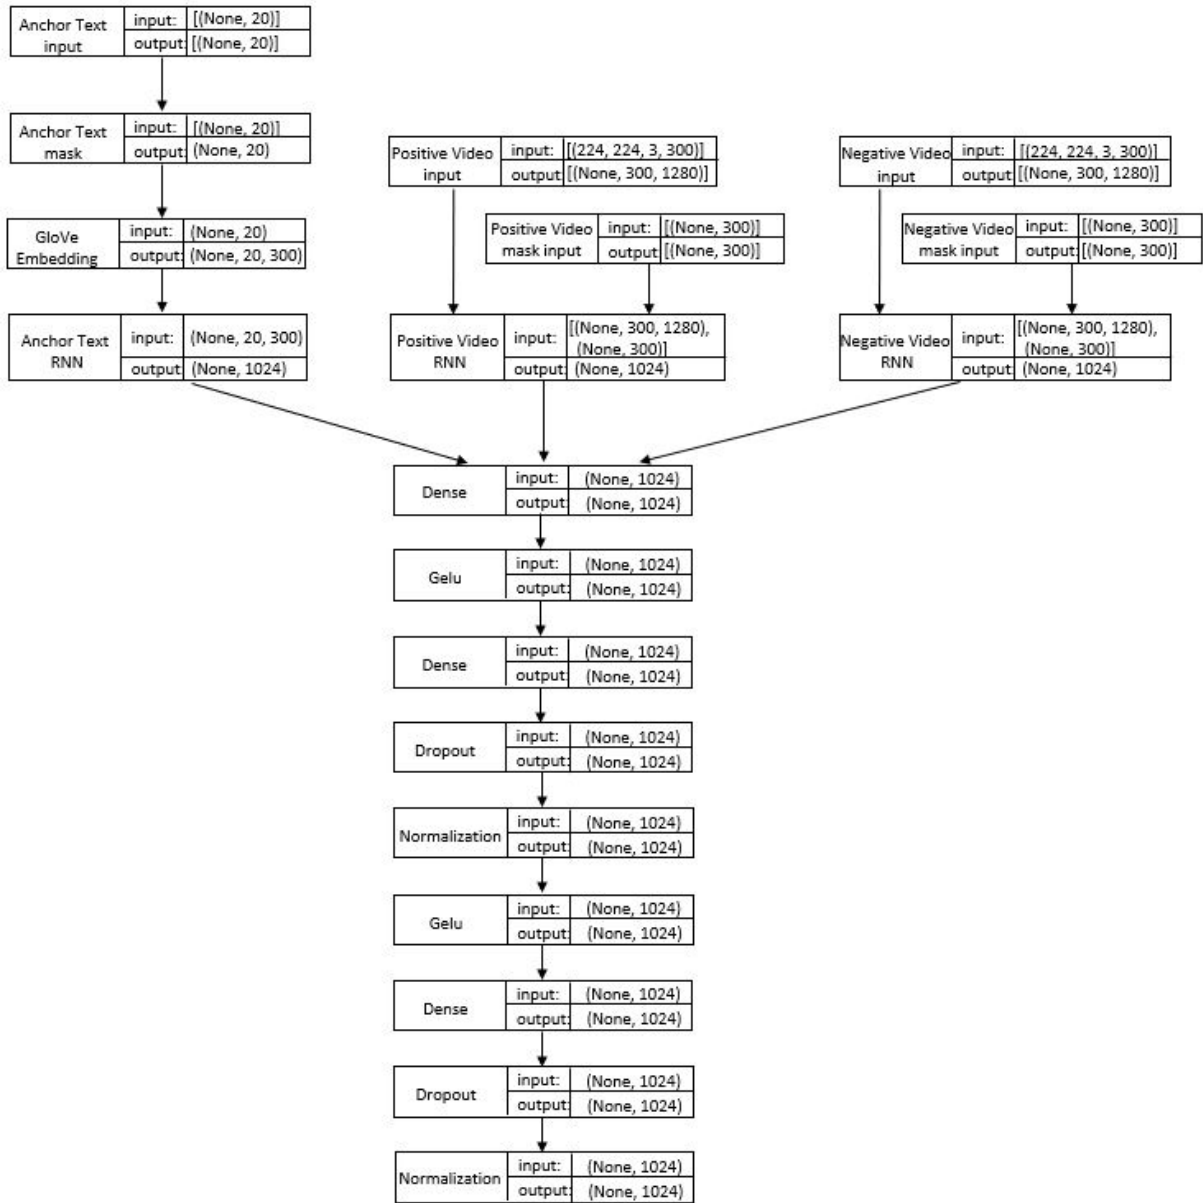 Anchor Text input
input: [(None, 20)]
output: [(None, 20)]
Anchor Text mask
input: [(None, 20)]
output: (None, 20)
GloVe Embedding
input: (None, 20)
output: (None, 20, 300)
Anchor Text RNN
input: (None, 20, 300)
output: (None, 1024)
Positive Video input
input: [(224, 224, 3, 300)]
output: [(None, 300, 1280)]
Positive Video mask input
input: [(None, 300)]
output: [(None, 300)]
Positive Video RNN
input: [(None, 300, 1280), (None, 300)]
output: (None, 1024)
Negative Video input
input: [(224, 224, 3, 300)]
output: [(None, 300, 1280)]
Negative Video mask input
input: [(None, 300)]
output: [(None, 300)]
Negative Video RNN
input: [(None, 300, 1280), (None, 300)]
output: (None, 1024)
Dense
input: (None, 1024)
output: (None, 1024)
Gelu
input: (None, 1024)
output: (None, 1024)
Dense
input: (None, 1024)
output: (None, 1024)
Dropout
input: (None, 1024)
output: (None, 1024)
Normalization
input: (None, 1024)
output: (None, 1024)
Gelu
input: (None, 1024)
output: (None, 1024)
Dense
input: (None, 1024)
output: (None, 1024)
Dropout
input: (None, 1024)
output: (None, 1024)
Normalization
input: (None, 1024)
output: (None, 1024)